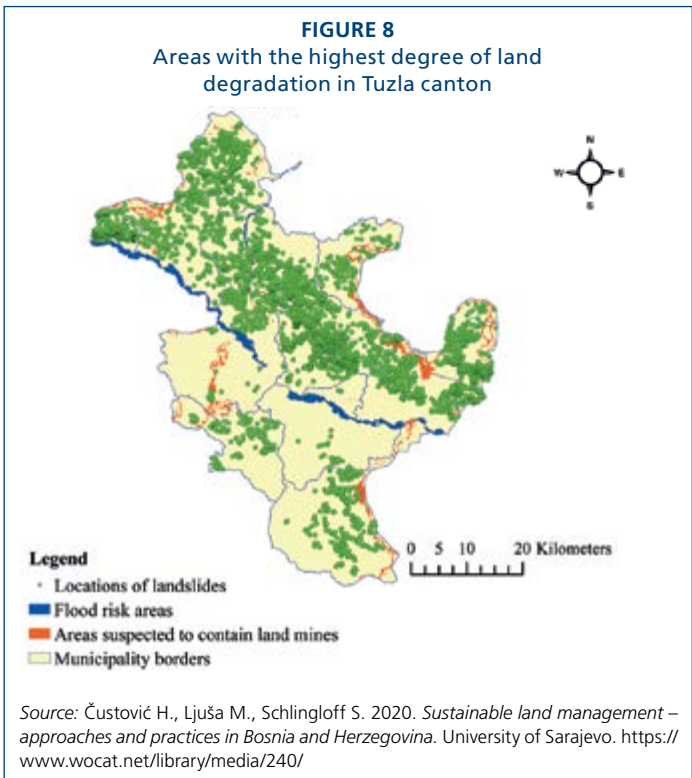 FIGURE 8
Areas with the highest degree of land
degradation in Tuzla canton
N
W E
S
0 5 10 20 Kilometers
Legend
Locations of landslides
Flood risk areas
Areas suspected to contain land mines
Municipality borders
Source: Čustović H., Ljuša M., Schlingloff S. 2020. Sustainable land management –
approaches and practices in Bosnia and Herzegovina. University of Sarajevo. https://
www.wocat.net/library/media/240/